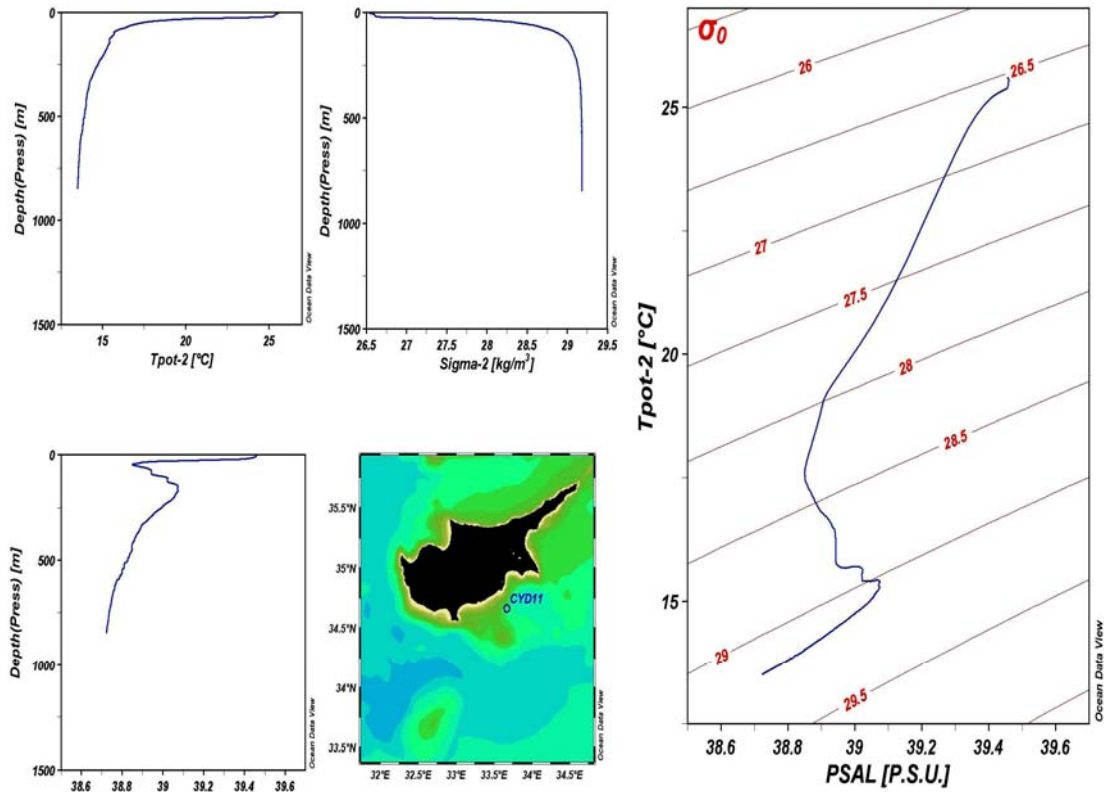 0
500
1000
1500
Depth(Press) [m]
15
20
25
Tpot-2 [°C]
Ocean Data View
0
500
1000
1500
Depth(Press) [m]
26.5
27
27.5
28
28.5
29
29.5
Sigma-2 [kg/m³]
Ocean Data View
σ₀
25
20
15
Tpot-2 [°C]
26
26.5
27
27.5
28
28.5
29
29.5
38.6
38.8
39
39.2
39.4
39.6
PSAL [P.S.U.]
Ocean Data View
0
500
1000
1500
Depth(Press) [m]
38.6
38.8
39
39.2
39.4
39.6
Ocean Data View
35.5°N
35°N
34.5°N
34°N
33.5°N
CYD11
32°E
32.5°E
33°E
33.5°E
34°E
34.5°E
Ocean Data View